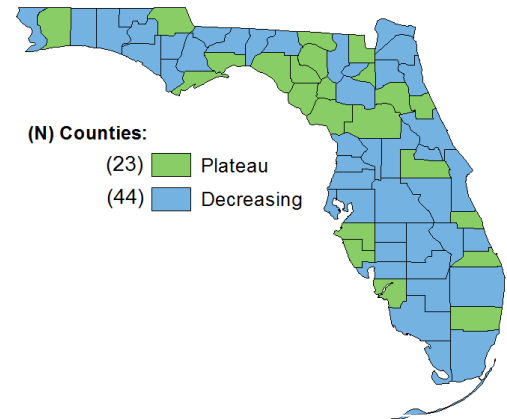 (N) Counties:
(23) Plateau
(44) Decreasing